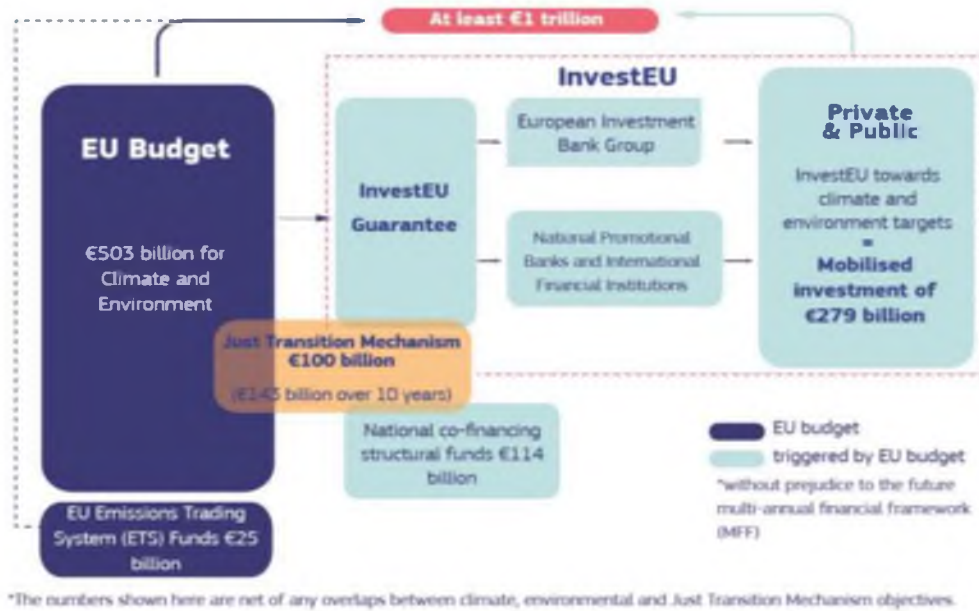 At least €1 trillion
InvestEU
EU Budget
€503 billion for
Climate and
Environment
InvestEU
Guarantee
European Investment
Bank Group
National Promotional
Banks and International
Financial Institutions
Private
& Public
InvestEU towards
climate and
environment targets
=
Mobilised
investment of
€279 billion
Just Transition Mechanism
€100 billion
(€143 billion over 10 years)
National co-financing
structural funds €114
billion
EU Emissions Trading
System (ETS) Funds €25
billion
EU budget
triggered by EU budget
*without prejudice to the future
multi-annual financial framework
(MFF)
*The numbers shown here are net of any overlaps between climate, environmental and Just Transition Mechanism objectives.